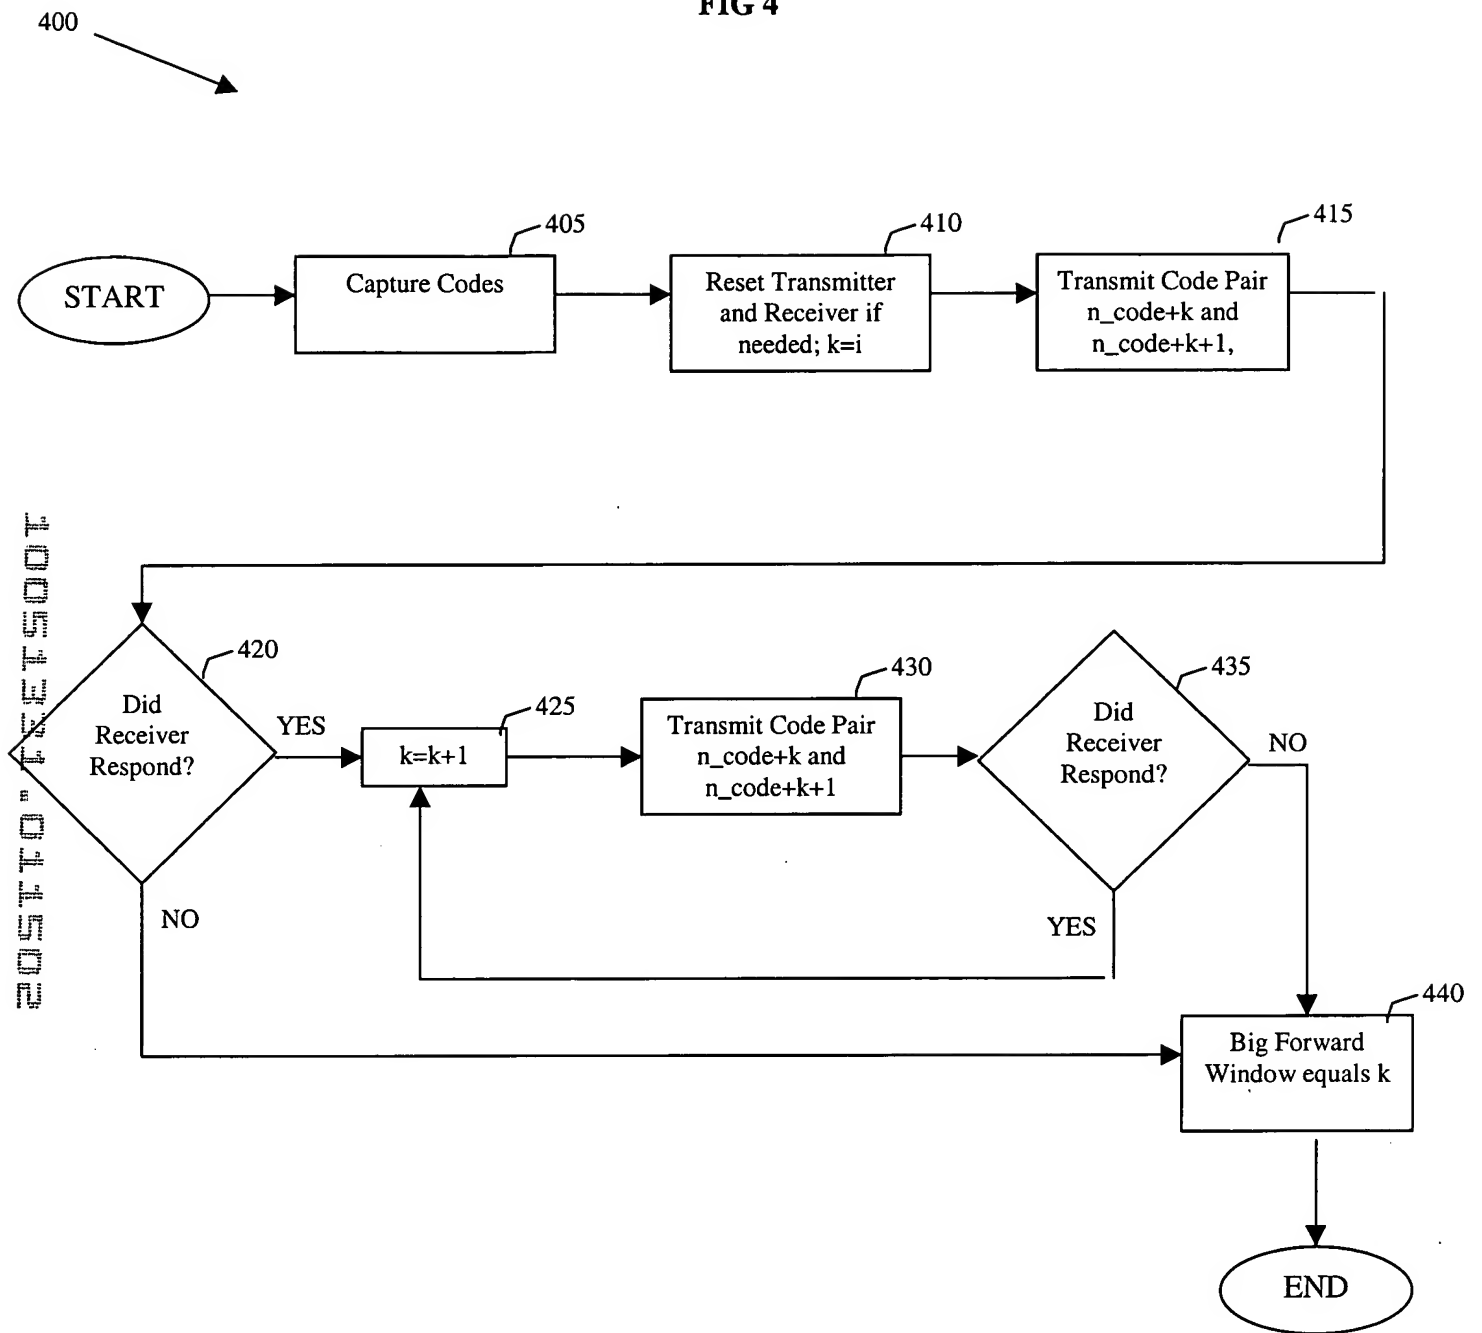 FIG 4
400
405
410
415
START
Capture Codes
Reset Transmitter
and Receiver if
needed; k=i
Transmit Code Pair
n_code+k and
n_code+k+1,
420
YES
425
430
435
NO
Did
Receiver
Respond?
k=k+1
Transmit Code Pair
n_code+k and
n_code+k+1
Did
Receiver
Respond?
NO
YES
440
Big Forward
Window equals k
END